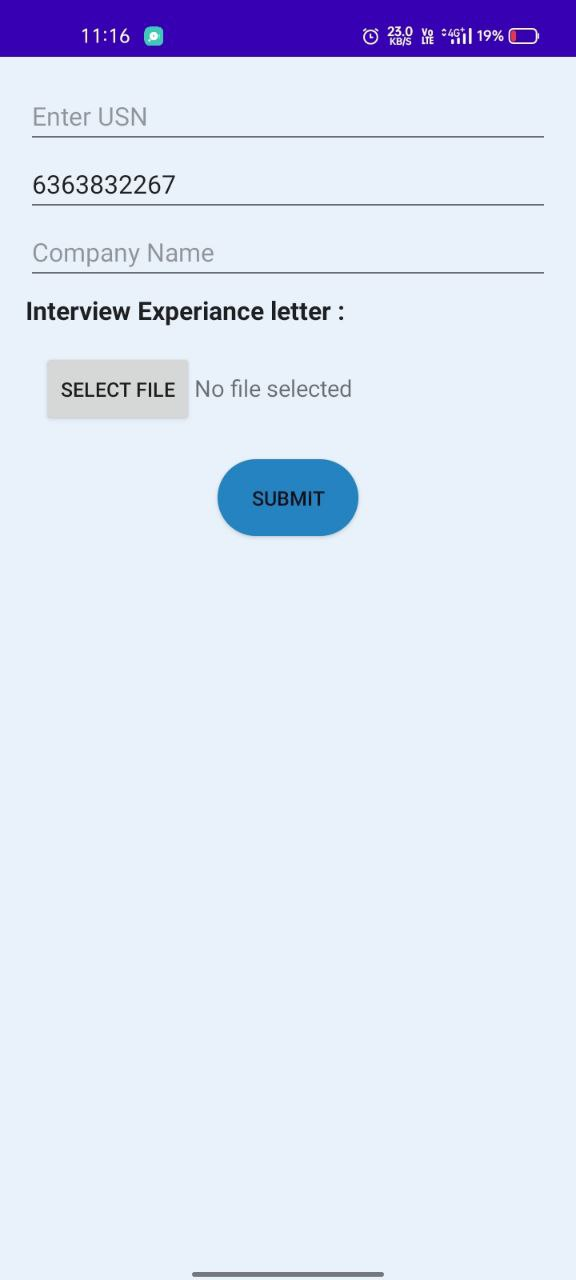 11:16 23.0 KB/S Vo LTE 4G+ 19%
Enter USN
6363832267
Company Name
Interview Experiance letter :
SELECT FILE No file selected
SUBMIT